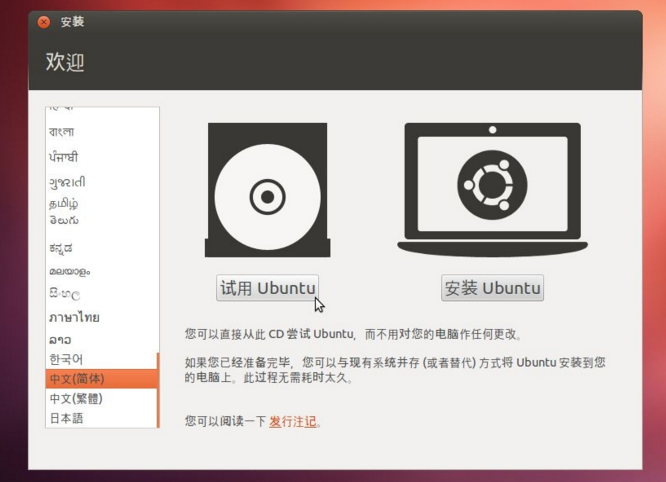 安装
欢迎
বাংলা
ਪੰਜਾਬੀ
ગુજરાતી
தமிழ்
తెలుగు
ಕನ್ನಡ
മലയാളം
සිංහල
ภาษาไทย
ລາວ
한국어
中文(简体)
中文(繁體)
日本語
试用 Ubuntu
安装 Ubuntu
您可以直接从此 CD 尝试 Ubuntu，而不用对您的电脑作任何更改。
如果您已经准备完毕，您可以与现有系统并存 (或者替代) 方式将 Ubuntu 安装到您
的电脑上。此过程无需耗时太久。
您可以阅读一下 发行注记。